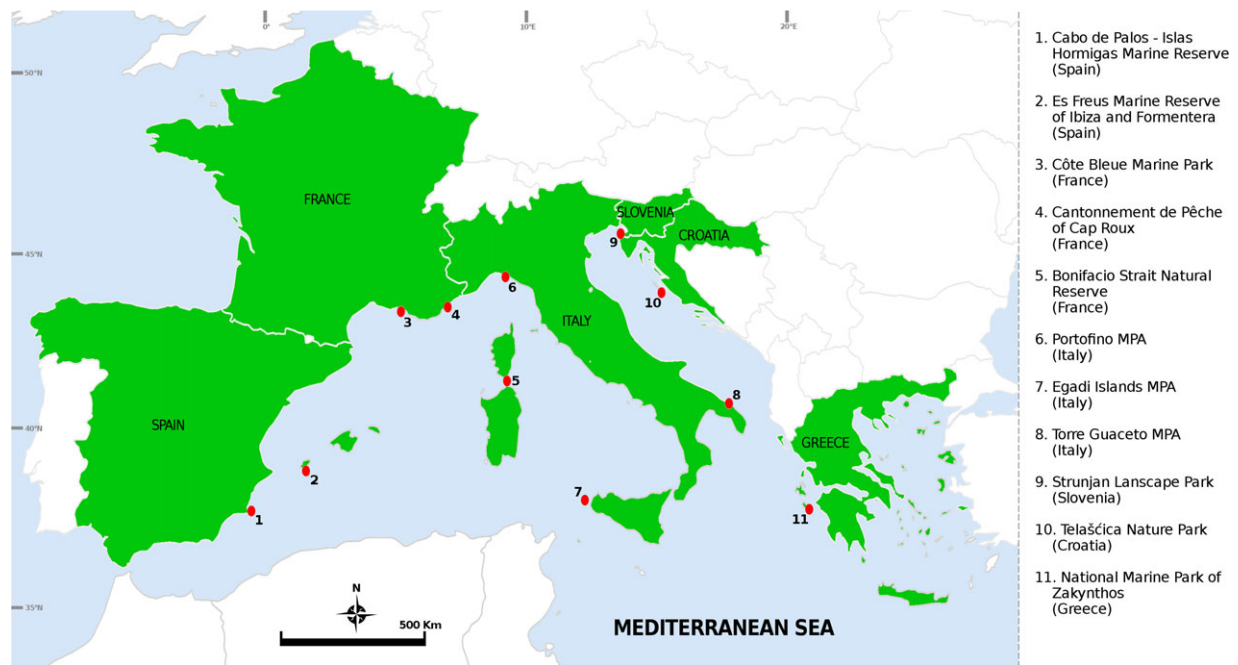 0°
10°E
20°E
50°N
45°N
40°N
35°N
FRANCE
SLOVENIA
CROATIA
ITALY
SPAIN
GREECE
1
2
3
4
5
6
7
8
9
10
11
N
500 Km
MEDITERRANEAN SEA
1. Cabo de Palos - Islas
Hormigas Marine Reserve
(Spain)
2. Es Freus Marine Reserve
of Ibiza and Formentera
(Spain)
3. Côte Bleue Marine Park
(France)
4. Cantonnement de Pêche
of Cap Roux
(France)
5. Bonifacio Strait Natural
Reserve
(France)
6. Portofino MPA
(Italy)
7. Egadi Islands MPA
(Italy)
8. Torre Guaceto MPA
(Italy)
9. Strunjan Lanscape Park
(Slovenia)
10. Telašćica Nature Park
(Croatia)
11. National Marine Park of
Zakynthos
(Greece)